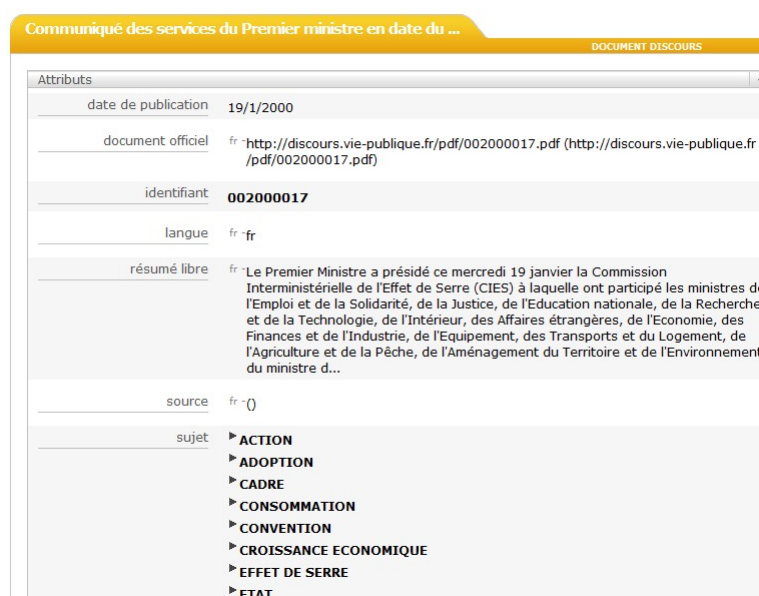 Communiqué des services du Premier ministre en date du ...
DOCUMENT DISCOURS
Attributs
date de publication 19/1/2000
document officiel fr -http://discours.vie-publique.fr/pdf/002000017.pdf (http://discours.vie-publique.fr
/pdf/002000017.pdf)
identifiant 002000017
langue fr -fr
résumé libre fr -Le Premier Ministre a présidé ce mercredi 19 janvier la Commission
Interministérielle de l'Effet de Serre (CIES) à laquelle ont participé les ministres de
l'Emploi et de la Solidarité, de la Justice, de l'Education nationale, de la Recherche
et de la Technologie, de l'Intérieur, des Affaires étrangères, de l'Economie, des
Finances et de l'Industrie, de l'Equipement, des Transports et du Logement, de
l'Agriculture et de la Pêche, de l'Aménagement du Territoire et de l'Environnement
du ministre d...
source fr -()
sujet ACTION
ADOPTION
CADRE
CONSOMMATION
CONVENTION
CROISSANCE ECONOMIQUE
EFFET DE SERRE
ETAT